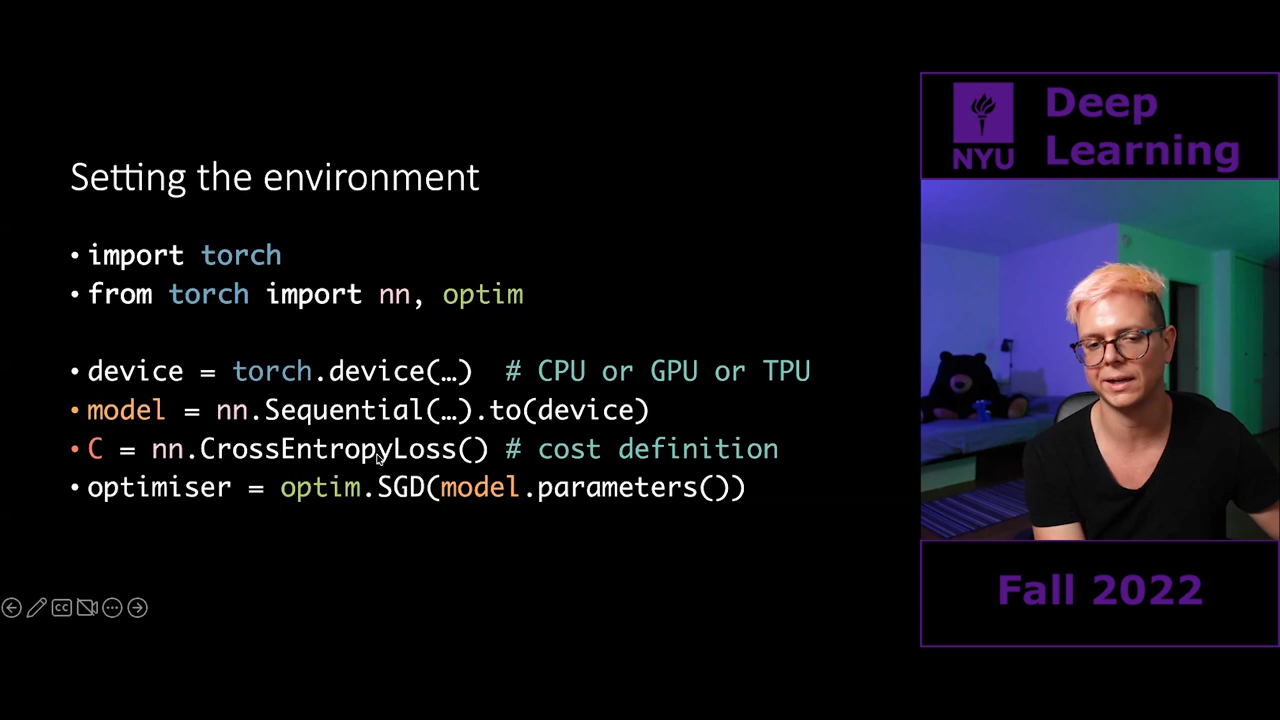 Setting the environment
• import torch
• from torch import nn, optim
• device = torch.device(…)  # CPU or GPU or TPU
• model = nn.Sequential(…).to(device)
• C = nn.CrossEntropyLoss() # cost definition
• optimiser = optim.SGD(model.parameters())
CC
NYU
Deep
Learning
Fall 2022